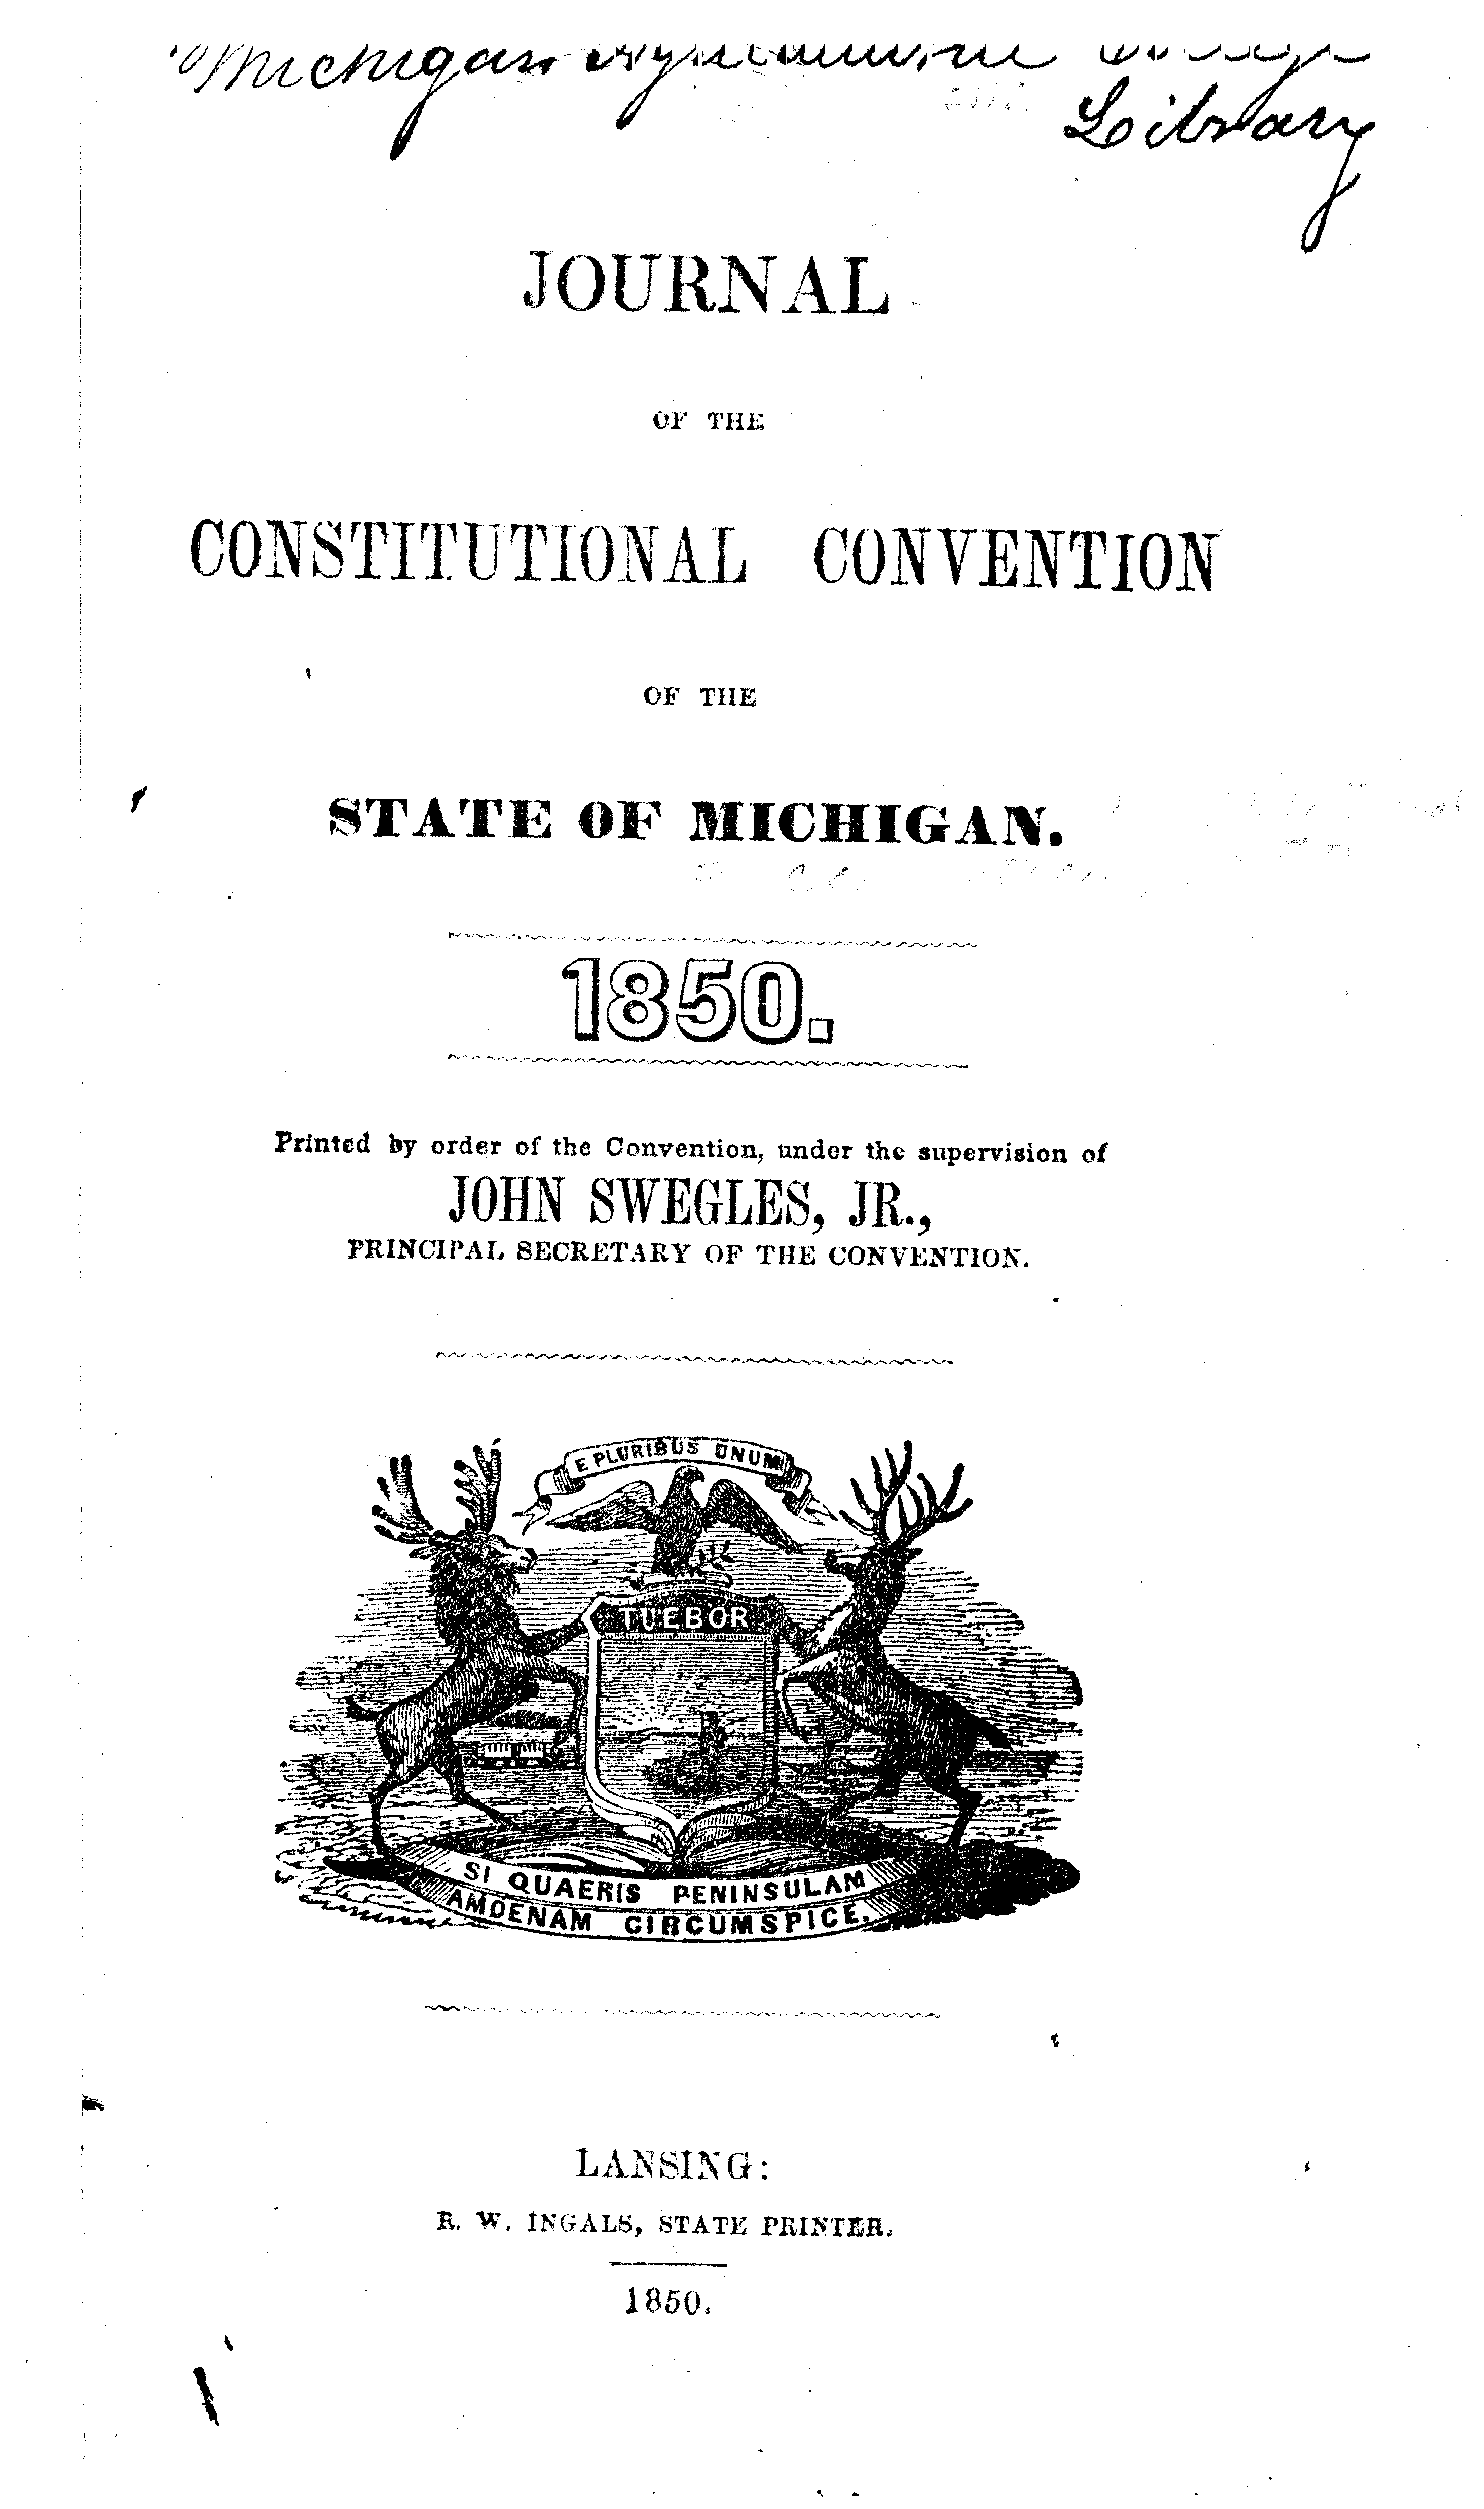 Michigan
Library
JOURNAL
OF THE
CONSTITUTIONAL CONVENTION
OF THE
STATE OF MICHIGAN.
1850.
Printed by order of the Convention, under the supervision of
JOHN SWEGLES, JR.,
PRINCIPAL SECRETARY OF THE CONVENTION.
E PLURIBUS UNUM
TUEBOR
SI QUAERIS PENINSULAM
AMOENAM CIRCUMSPICE.
LANSING:
R. W. INGALS, STATE PRINTER.
1850.